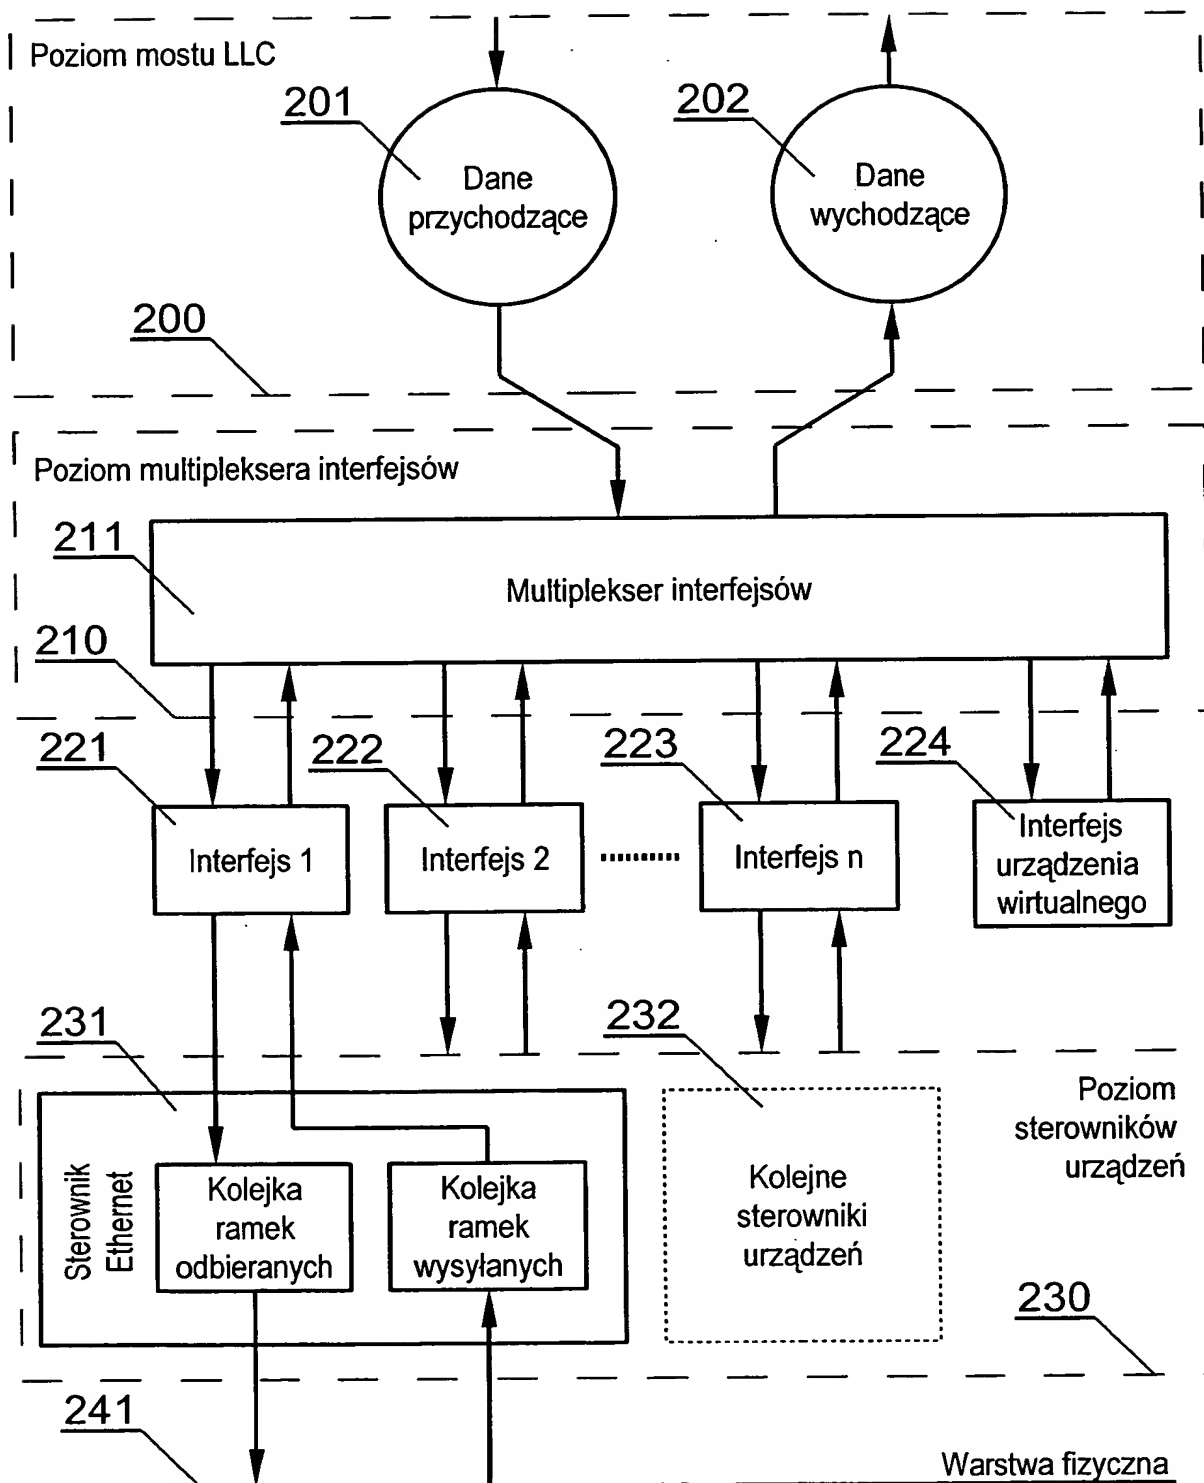 Poziom mostu LLC
201
202
Dane
przychodzące
Dane
wychodzące
200
Poziom multipleksera interfejsów
211
Multiplekser interfejsów
210
221
222
223
224
Interfejs 1
Interfejs 2
Interfejs n
Interfejs
urządzenia
wirtualnego
231
232
Sterownik
Ethernet
Kolejka
ramek
odbieranych
Kolejka
ramek
wysyłanych
Kolejne
sterowniki
urządzeń
Poziom
sterowników
urządzeń
230
241
Warstwa fizyczna